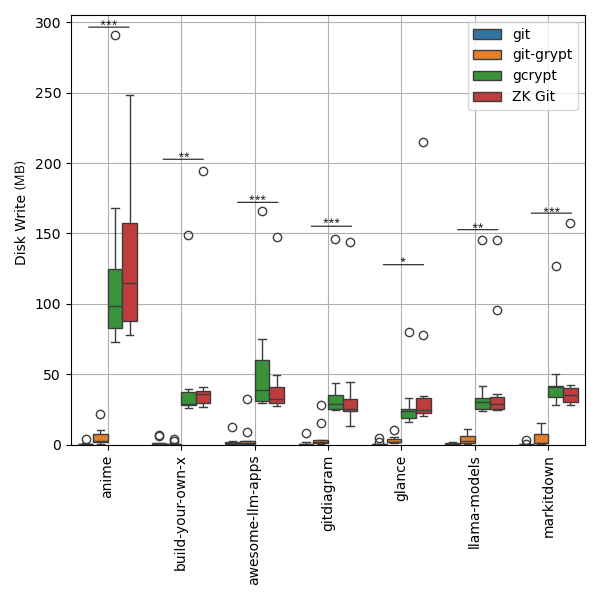 Disk Write (MB)
300
250
200
150
100
50
0
***
**
***
***
*
**
***
git
git-grypt
gcrypt
ZK Git
anime
build-your-own-x
awesome-llm-apps
gitdiagram
glance
llama-models
markitdown